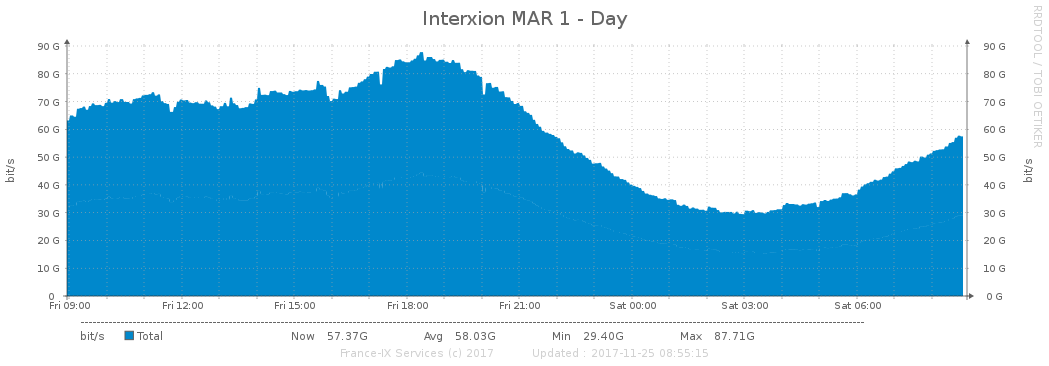 Interxion MAR 1 - Day
RRDTOOL / TOBI OETIKER
90 G 90 G
80 G 80 G
70 G 70 G
60 G 60 G
50 G 50 G
40 G 40 G
30 G 30 G
20 G 20 G
10 G 10 G
0 0 G
bit/s
bit/s
Fri 09:00 Fri 12:00 Fri 15:00 Fri 18:00 Fri 21:00 Sat 00:00 Sat 03:00 Sat 06:00
bit/s Total Now 57.37G Avg 58.03G Min 29.40G Max 87.71G
France-IX Services (c) 2017 Updated : 2017-11-25 08:55:15